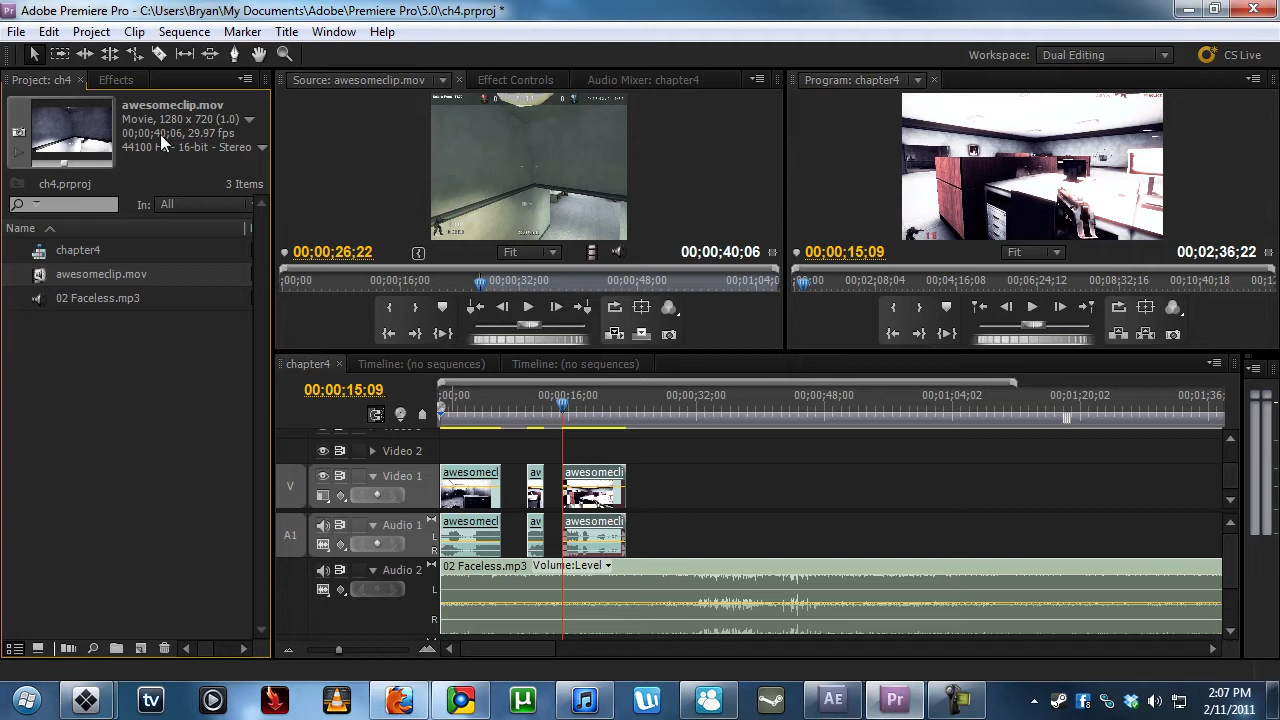 Adobe Premiere Pro - C:\Users\Bryan\My Documents\Adobe\Premiere Pro\5.0\ch4.prproj *
File Edit Project Clip Sequence Marker Title Window Help
Workspace: Dual Editing CS Live
Project: ch4 Effects
awesomeclip.mov
Movie, 1280 x 720 (1.0)
00;00;40;06, 29.97 fps
44100 - 16-bit - Stereo
ch4.prproj 3 Items
In: All
Name
chapter4
awesomeclip.mov
02 Faceless.mp3
Source: awesomeclip.mov Effect Controls Audio Mixer: chapter4
00;00;26;22 Fit 00;00;40;06
;00;00 00;00;16;00 00;00;32;00 00;00;48;00 00;01;04;0
Program: chapter4
00;00;15;09 Fit 00;02;36;22
;00;00 00;02;08;04 00;04;16;08 00;06;24;12 00;08;32;16 00;10;40;18 00;1
chapter4 Timeline: (no sequences) Timeline: (no sequences)
00;00;15;09
;00;00 00;00;16;00 00;00;32;00 00;00;48;00 00;01;04;02 00;01;20;02 00;01;36;
Video 2
V Video 1 awesomecl av awesomecli
A1 Audio 1 L R awesomecl av awesomecli
Audio 2 L R 02 Faceless.mp3 Volume:Level
tv AE Pr
2:07 PM
2/11/2011